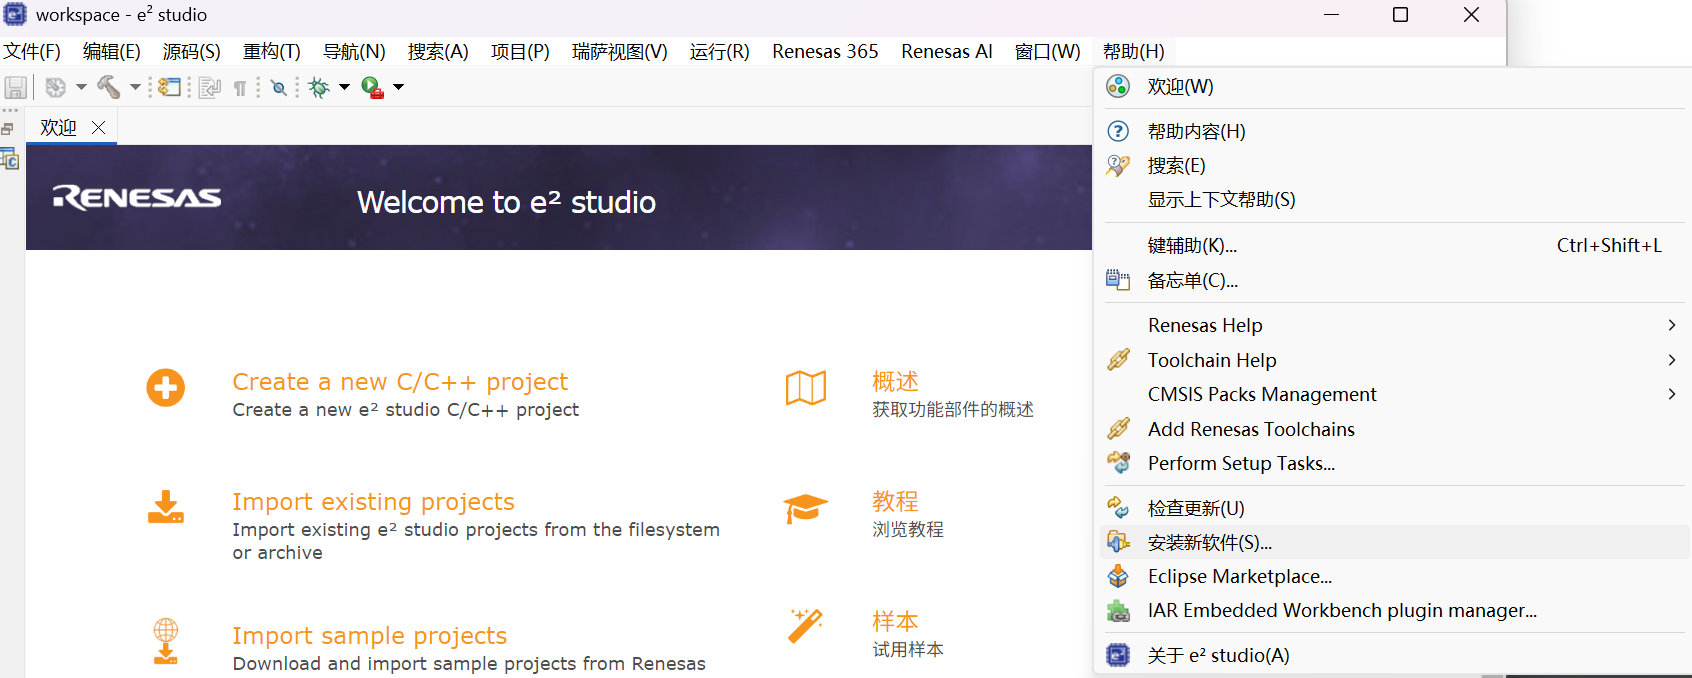 workspace - e² studio
文件(F) 编辑(E) 源码(S) 重构(T) 导航(N) 搜索(A) 项目(P) 瑞萨视图(V) 运行(R) Renesas 365 Renesas AI 窗口(W) 帮助(H)
欢迎
RENESAS
Welcome to e² studio
Create a new C/C++ project
Create a new e² studio C/C++ project
Import existing projects
Import existing e² studio projects from the filesystem
or archive
Import sample projects
Download and import sample projects from Renesas
概述
获取功能部件的概述
教程
浏览教程
样本
试用样本
欢迎(W)
帮助内容(H)
搜索(E)
显示上下文帮助(S)
键辅助(K)... Ctrl+Shift+L
备忘单(C)...
Renesas Help
Toolchain Help
CMSIS Packs Management
Add Renesas Toolchains
Perform Setup Tasks...
检查更新(U)
安装新软件(S)...
Eclipse Marketplace...
IAR Embedded Workbench plugin manager...
关于 e² studio(A)